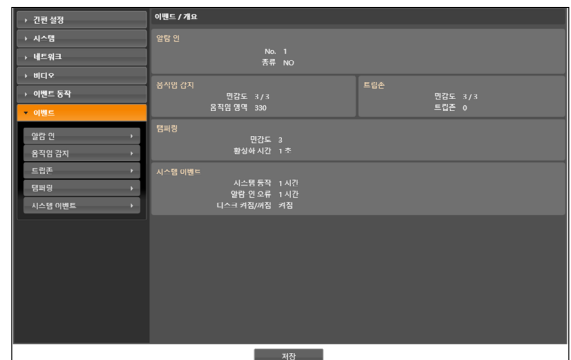 간편 설정
시스템
네트워크
비디오
이벤트 동작
이벤트
알람 인
움직임 감지
트립존
탬퍼링
시스템 이벤트
이벤트 / 개요
알람 인
No. 1
종류 NO
움직임 감지
민감도 3 / 3
움직임 영역 330
트립존
민감도 3 / 3
트립존 0
탬퍼링
민감도 3
활성화 시간 1 초
시스템 이벤트
시스템 동작 1 시간
알람 인 오류 1 시간
디스크 켜짐/꺼짐 켜짐
저장